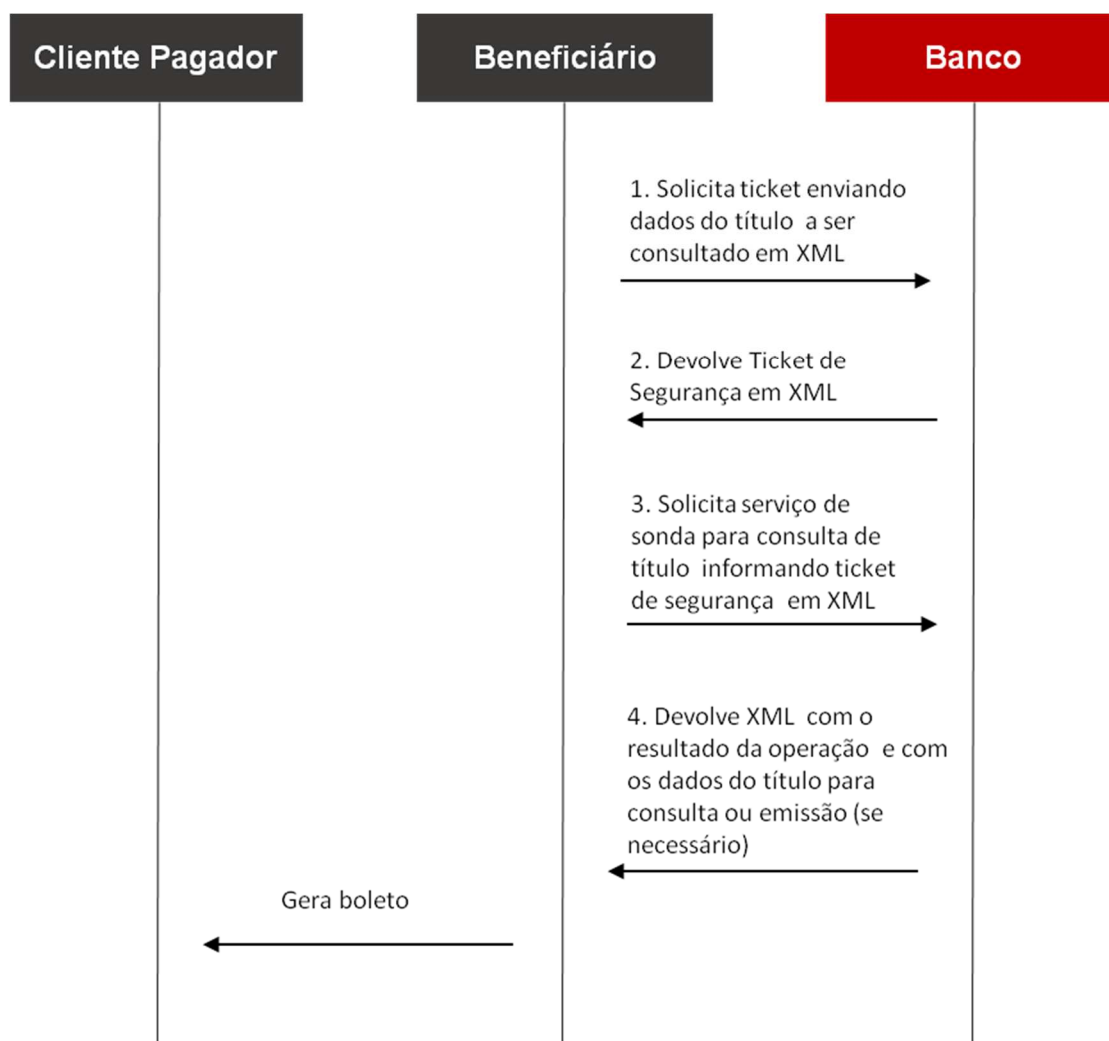 Cliente Pagador
Beneficiário
Banco
1. Solicita ticket enviando
dados do título a ser
consultado em XML
2. Devolve Ticket de
Segurança em XML
3. Solicita serviço de
sonda para consulta de
título informando ticket
de segurança em XML
4. Devolve XML com o
resultado da operação e com
os dados do título para
consulta ou emissão (se
necessário)
Gera boleto